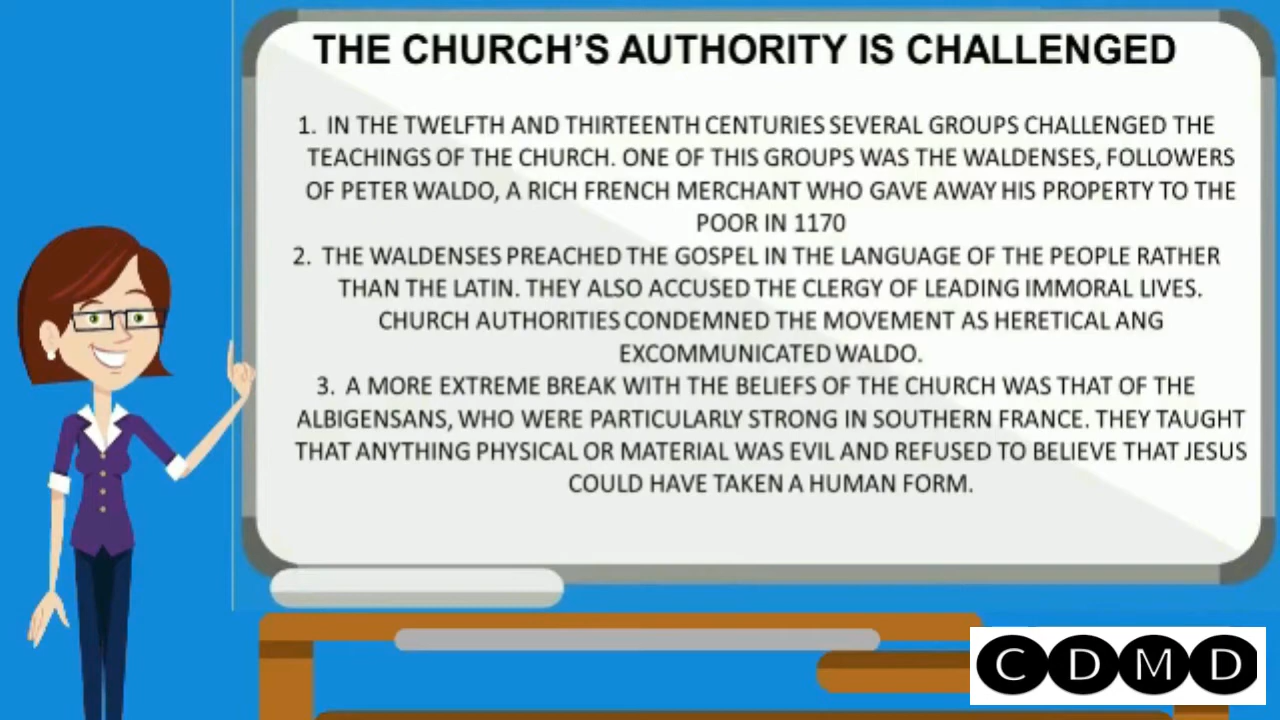 THE CHURCH’S AUTHORITY IS CHALLENGED
1. IN THE TWELFTH AND THIRTEENTH CENTURIES SEVERAL GROUPS CHALLENGED THE
TEACHINGS OF THE CHURCH. ONE OF THIS GROUPS WAS THE WALDENSES, FOLLOWERS
OF PETER WALDO, A RICH FRENCH MERCHANT WHO GAVE AWAY HIS PROPERTY TO THE
POOR IN 1170
2. THE WALDENSES PREACHED THE GOSPEL IN THE LANGUAGE OF THE PEOPLE RATHER
THAN THE LATIN. THEY ALSO ACCUSED THE CLERGY OF LEADING IMMORAL LIVES.
CHURCH AUTHORITIES CONDEMNED THE MOVEMENT AS HERETICAL ANG
EXCOMMUNICATED WALDO.
3. A MORE EXTREME BREAK WITH THE BELIEFS OF THE CHURCH WAS THAT OF THE
ALBIGENSANS, WHO WERE PARTICULARLY STRONG IN SOUTHERN FRANCE. THEY TAUGHT
THAT ANYTHING PHYSICAL OR MATERIAL WAS EVIL AND REFUSED TO BELIEVE THAT JESUS
COULD HAVE TAKEN A HUMAN FORM.
CDMD